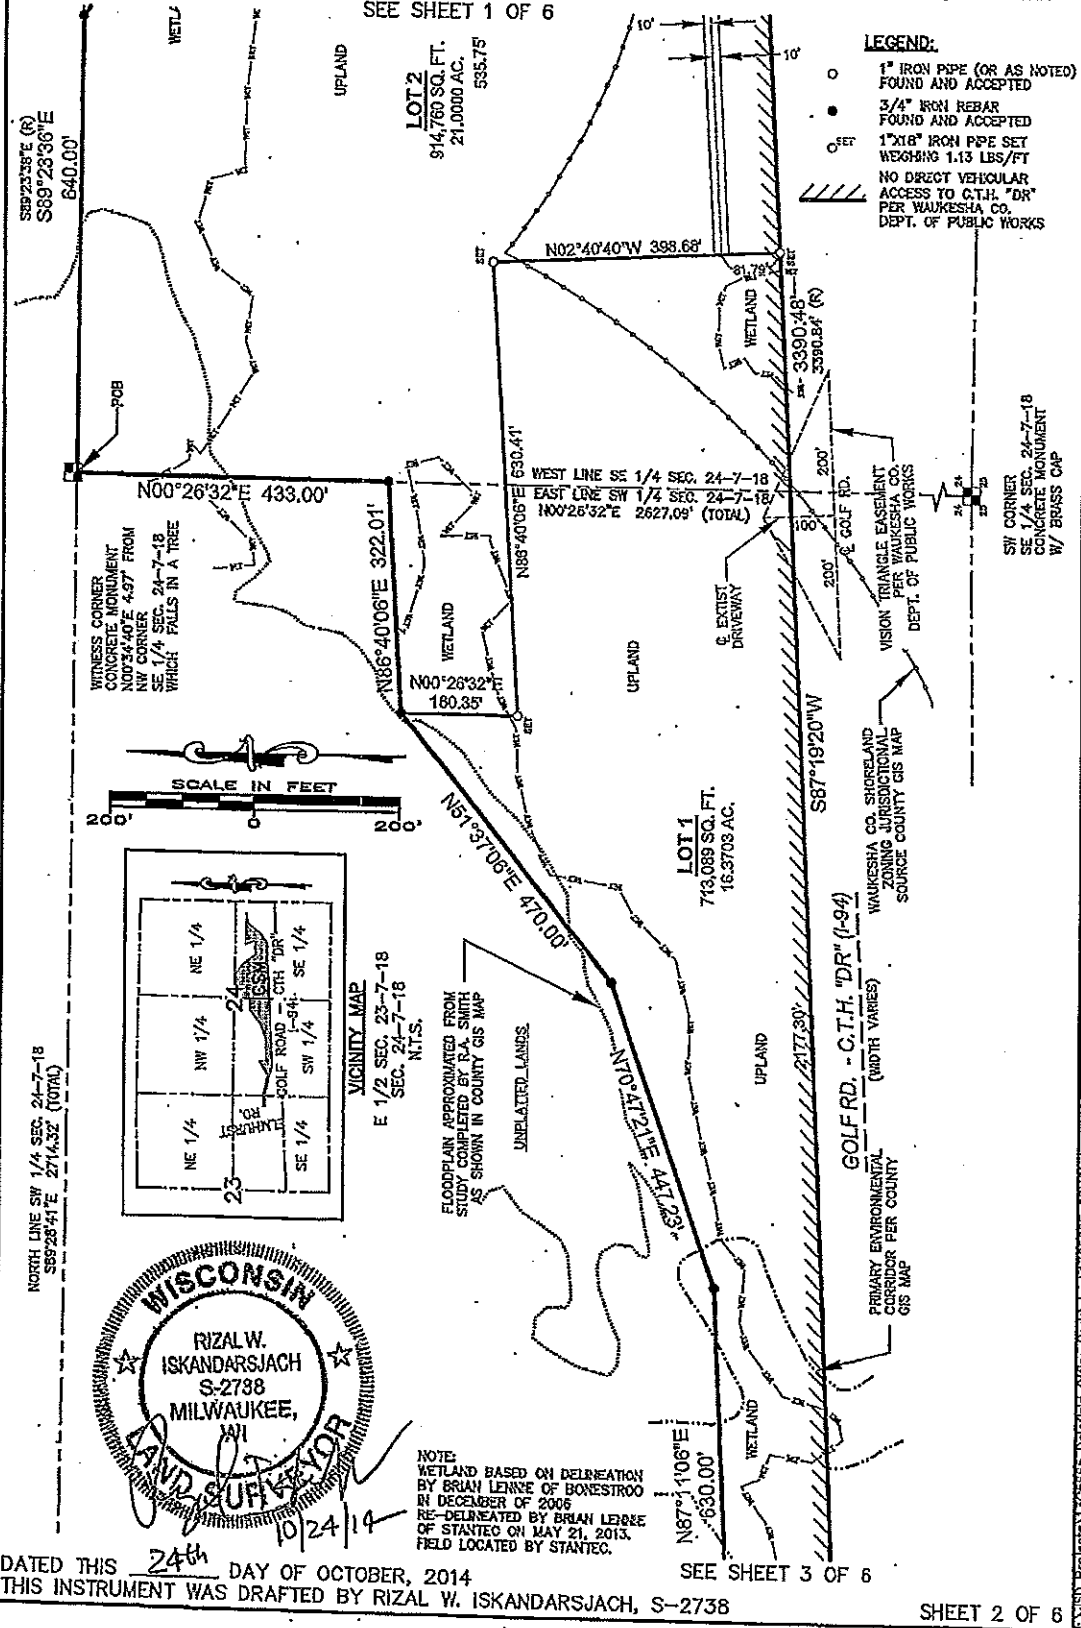 SEE SHEET 1 OF 6
LEGEND:
1" IRON PIPE (OR AS NOTED)
FOUND AND ACCEPTED
3/4" IRON REBAR
FOUND AND ACCEPTED
SET
1"X18" IRON PIPE SET
WEIGHING 1.13 LBS/FT
NO DIRECT VEHICULAR
ACCESS TO C.T.H. "DR"
PER WAUKESHA CO.
DEPT. OF PUBLIC WORKS
S89°23'38"E (R)
S89°23'36"E
640.00'
UPLAND
LOT 2
914,760 SQ. FT.
21.0000 AC.
535.75'
10'
10'
SET
N02°40'40"W 398.68'
SET
81.79'
WETLAND
3390.48'
3390.84' (R)
POB
N00°26'32"E 433.00'
WEST LINE SE 1/4 SEC. 24-7-18
EAST LINE SW 1/4 SEC. 24-7-18
N00°26'32"E 2627.09' (TOTAL)
N86°40'06"E 630.41'
N86°40'06"E 322.01'
WETLAND
N00°26'32"E
180.35'
SET
WITNESS CORNER
CONCRETE MONUMENT
N00°34'40"E 4.97' FROM
NW CORNER
SE 1/4 SEC. 24-7-18
WHICH FALLS IN A TREE
200'
100'
200'
℄ GOLF RD.
℄ EXIST
DRIVEWAY
VISION TRIANGLE EASEMENT
PER WAUKESHA CO.
DEPT. OF PUBLIC WORKS
24
24
25
25
SW CORNER
SE 1/4 SEC. 24-7-18
CONCRETE MONUMENT
W/ BRASS CAP
UPLAND
SCALE IN FEET
200'
0
200'
N51°37'06"E 470.00'
LOT 1
713,089 SQ. FT.
16.3703 AC.
S87°19'20"W
WAUKESHA CO. SHORELAND
ZONING JURISDICTIONAL
SOURCE COUNTY GIS MAP
NE 1/4
NW 1/4
NE 1/4
24
23
CSM
GOLF ROAD - CTH "DR"
(I-94)
ELMHURST
RD.
SE 1/4
SW 1/4
SE 1/4
VICINITY MAP
E 1/2 SEC. 23-7-18
SEC. 24-7-18
N.T.S.
FLOODPLAIN APPROXIMATED FROM
STUDY COMPLETED BY R.A. SMITH
AS SHOWN IN COUNTY GIS MAP
UNPLATTED LANDS
UPLAND
2177.30'
GOLF RD. - C.T.H. "DR" (I-94)
(WIDTH VARIES)
N70°47'21"E 447.23'
NORTH LINE SW 1/4 SEC. 24-7-18
S89°28'41"E 2714.32' (TOTAL)
PRIMARY ENVIRONMENTAL
CORRIDOR PER COUNTY
GIS MAP
WISCONSIN
RIZAL W.
ISKANDARSJACH
S-2738
MILWAUKEE,
WI
LAND SURVEYOR
10/24/14
NOTE:
WETLAND BASED ON DELINEATION
BY BRIAN LENNIE OF BONESTROO
IN DECEMBER OF 2006
RE-DELINEATED BY BRIAN LENNIE
OF STANTEC ON MAY 21, 2013.
FIELD LOCATED BY STANTEC.
N87°11'06"E
630.00'
WETLAND
SEE SHEET 3 OF 6
DATED THIS 24th DAY OF OCTOBER, 2014
THIS INSTRUMENT WAS DRAFTED BY RIZAL W. ISKANDARSJACH, S-2738
SHEET 2 OF 6